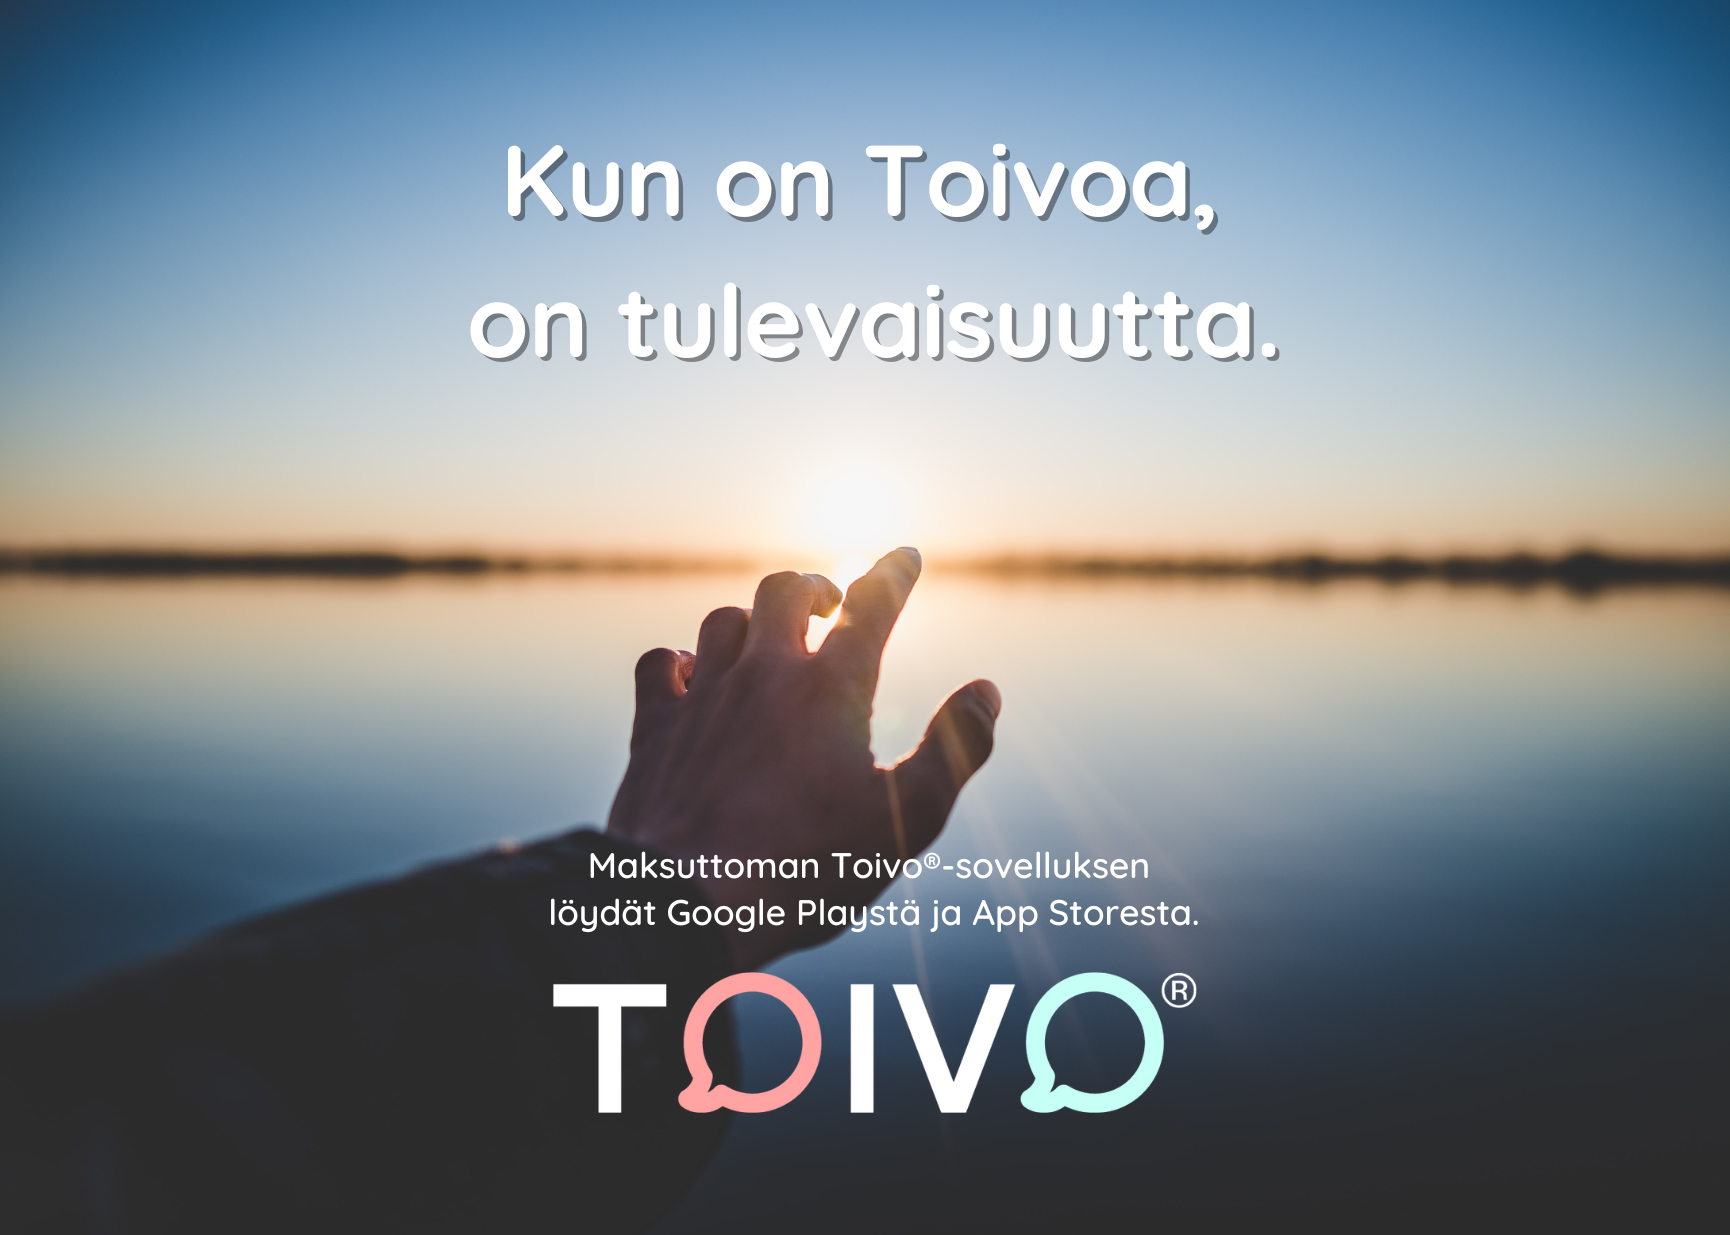 Kun on Toivoa,
on tulevaisuutta.
Maksuttoman Toivo®-sovelluksen
löydät Google Playstä ja App Storesta.
TOIVO®